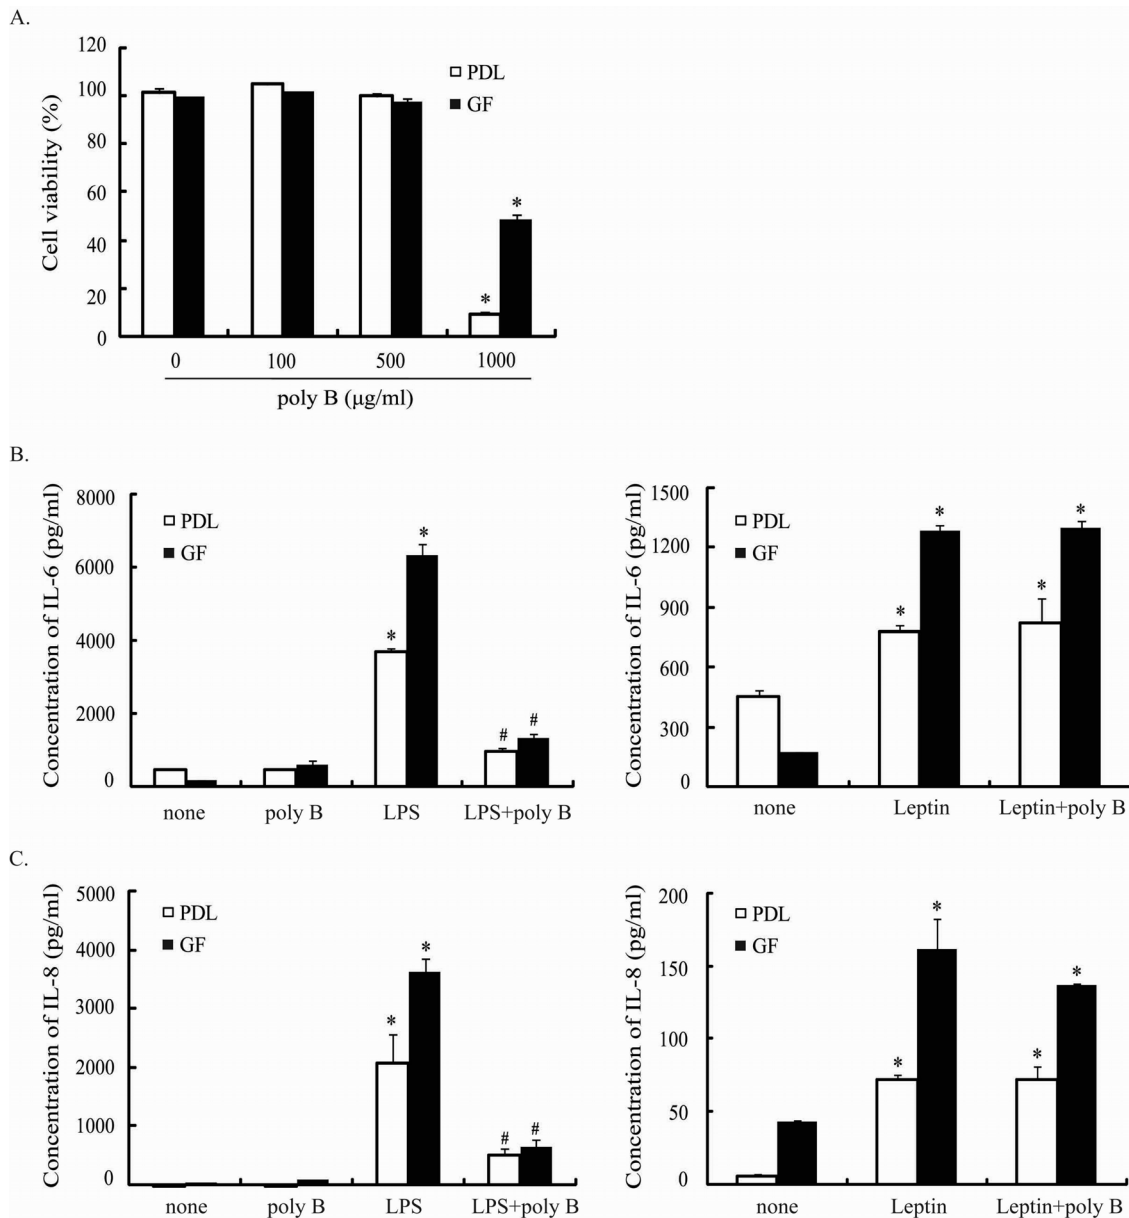 A.
120
100
80
60
40
20
0
Cell viability (%)
PDL
GF
*
*
0 100 500 1000
poly B (μg/ml)
B.
8000
6000
4000
2000
0
Concentration of IL-6 (pg/ml)
PDL
GF
*
*
#
#
none poly B LPS LPS+poly B
1500
1200
900
600
300
0
Concentration of IL-6 (pg/ml)
PDL
GF
*
*
*
*
none Leptin Leptin+poly B
C.
5000
4000
3000
2000
1000
0
Concentration of IL-8 (pg/ml)
PDL
GF
*
*
#
#
none poly B LPS LPS+poly B
200
150
100
50
0
Concentration of IL-8 (pg/ml)
PDL
GF
*
*
*
*
none Leptin Leptin+poly B